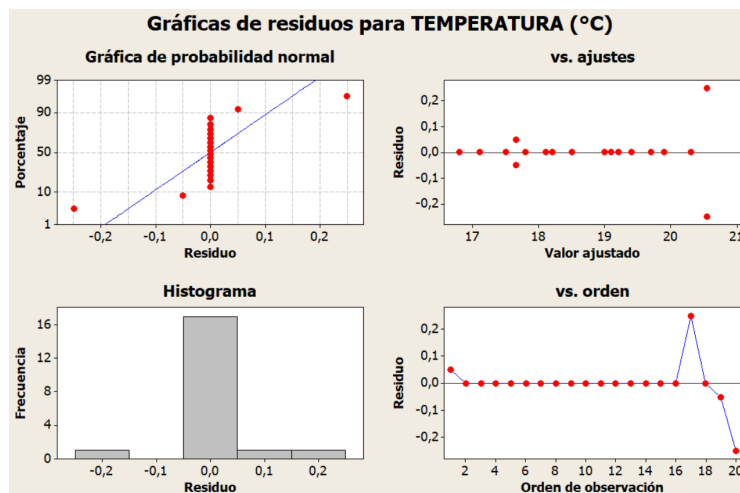 Gráficas de residuos para TEMPERATURA (°C)
Gráfica de probabilidad normal
99
90
50
10
1
Porcentaje
-0,2 -0,1 0,0 0,1 0,2
Residuo
vs. ajustes
0,2
0,1
0,0
-0,1
-0,2
Residuo
17 18 19 20 21
Valor ajustado
Histograma
16
12
8
4
0
Frecuencia
-0,2 -0,1 0,0 0,1 0,2
Residuo
vs. orden
0,2
0,1
0,0
-0,1
-0,2
Residuo
2 4 6 8 10 12 14 16 18 20
Orden de observación